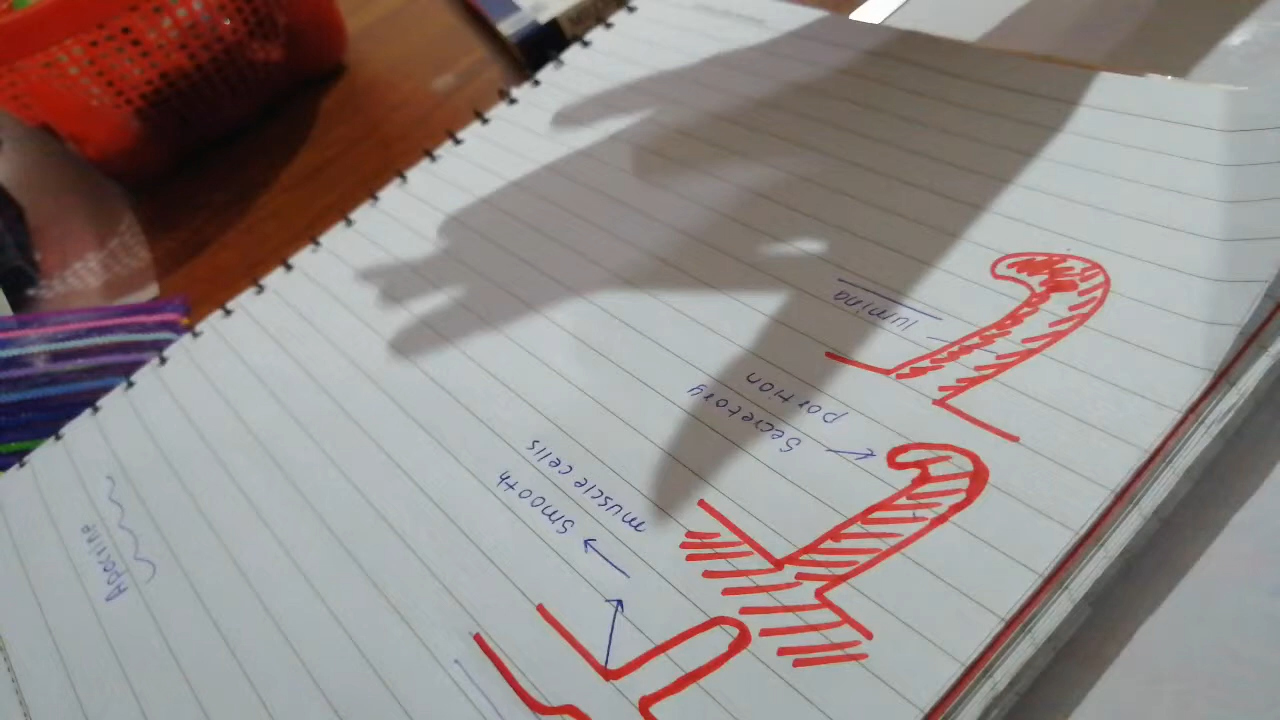 Apocrine
smooth
muscle cells
Secretory
portion
lumina